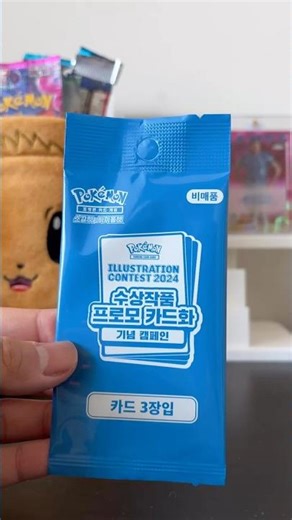 POKÉMON
비매품
POKÉMON
ILLUSTRATION
CONTEST 2024
수상작품
프로모 카드화
기념 캠페인
카드 3장입